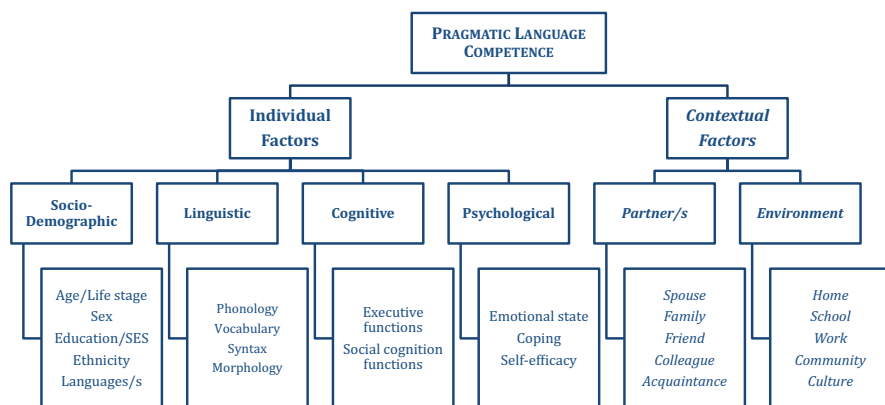 PRAGMATIC LANGUAGE
COMPETENCE
Individual
Factors
Contextual
Factors
Socio-
Demographic
Linguistic
Cognitive
Psychological
Partner/s
Environment
Age/Life stage
Sex
Education/SES
Ethnicity
Languages/s
Phonology
Vocabulary
Syntax
Morphology
Executive
functions
Social cognition
functions
Emotional state
Coping
Self-efficacy
Spouse
Family
Friend
Colleague
Acquaintance
Home
School
Work
Community
Culture